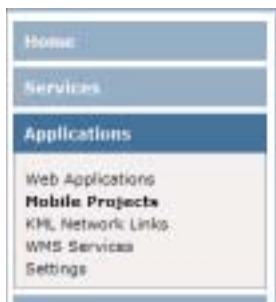 Home
Services
Applications
Web Applications
Mobile Projects
KML Network Links
WMS Services
Settings